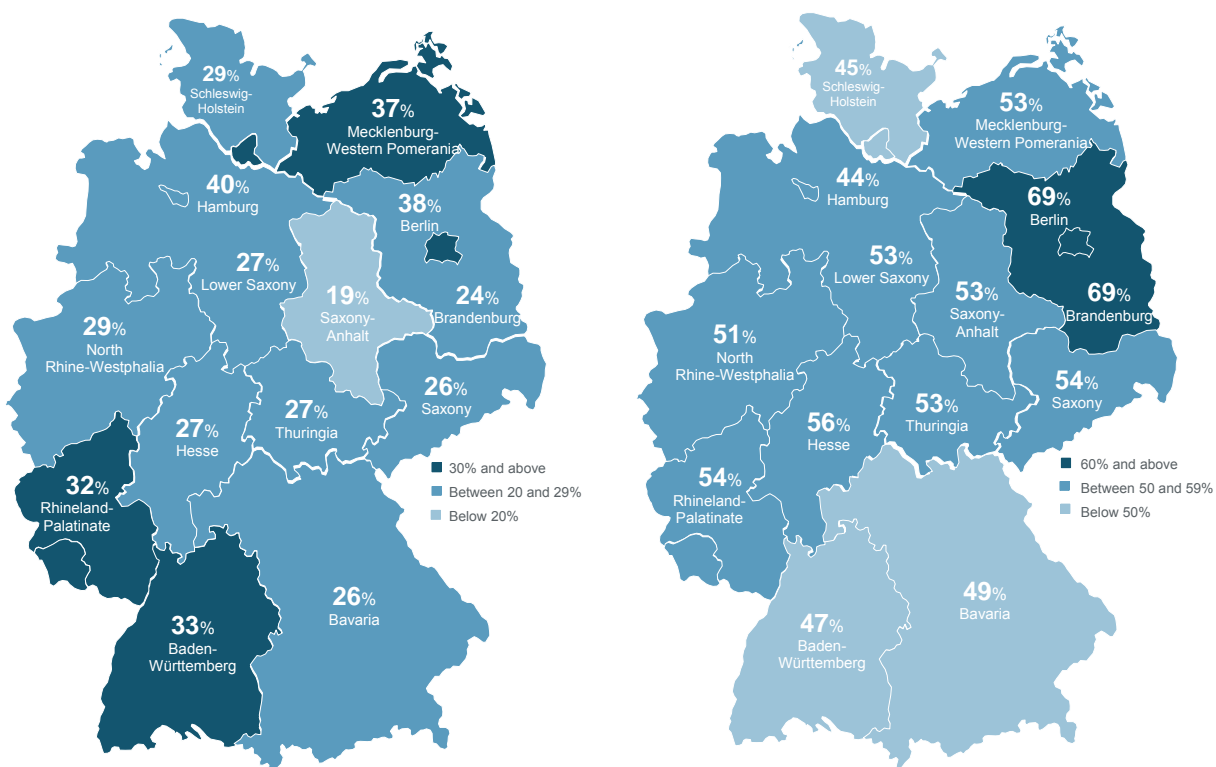 29%
Schleswig-
Holstein
37%
Mecklenburg-
Western Pomerania
40%
Hamburg
38%
Berlin
27%
Lower Saxony
19%
Saxony-
Anhalt
24%
Brandenburg
29%
North
Rhine-Westphalia
26%
Saxony
27%
Thuringia
27%
Hesse
32%
Rhineland-
Palatinate
26%
Bavaria
33%
Baden-
Württemberg
30% and above
Between 20 and 29%
Below 20%
45%
Schleswig-
Holstein
53%
Mecklenburg-
Western Pomerania
44%
Hamburg
69%
Berlin
53%
Lower Saxony
53%
Saxony-
Anhalt
69%
Brandenburg
51%
North
Rhine-Westphalia
54%
Saxony
53%
Thuringia
56%
Hesse
54%
Rhineland-
Palatinate
49%
Bavaria
47%
Baden-
Württemberg
60% and above
Between 50 and 59%
Below 50%